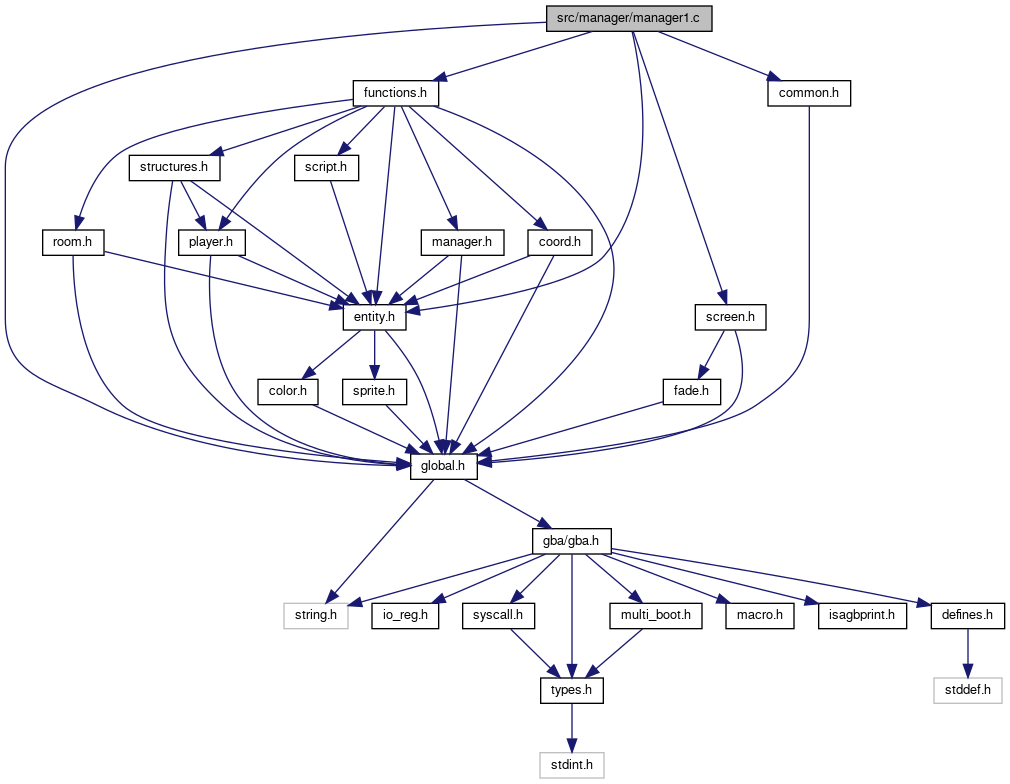 src/manager/manager1.c
functions.h
common.h
structures.h
script.h
room.h
player.h
manager.h
coord.h
entity.h
screen.h
color.h
sprite.h
fade.h
global.h
gba/gba.h
string.h
io_reg.h
syscall.h
multi_boot.h
macro.h
isagbprint.h
defines.h
types.h
stddef.h
stdint.h